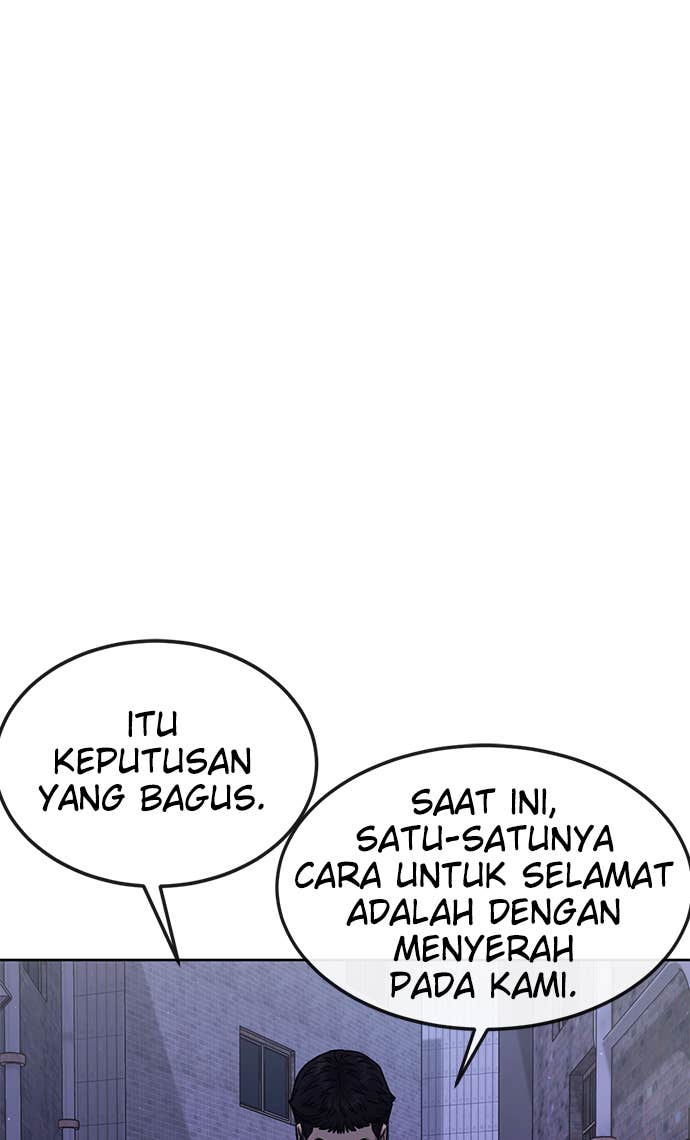 ITU
KEPUTUSAN
YANG BAGUS.
SAAT INI,
SATU-SATUNYA
CARA UNTUK SELAMAT
ADALAH DENGAN
MENYERAH
PADA KAMI.